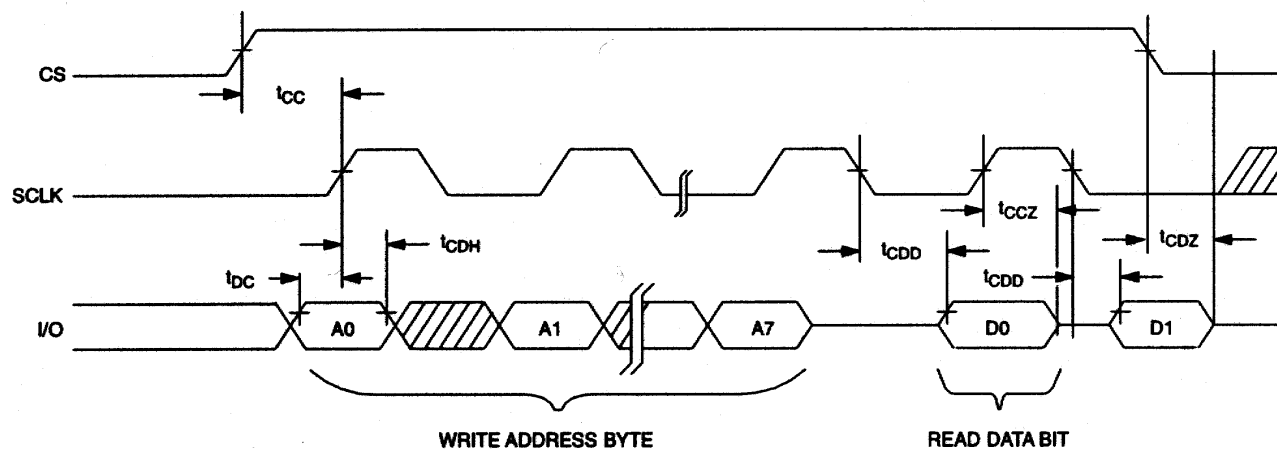 CS
tCC
SCLK
tCCZ
tCDH
tCDD
tCDZ
tDC
tCDD
I/O
A0
A1
A7
D0
D1
WRITE ADDRESS BYTE
READ DATA BIT